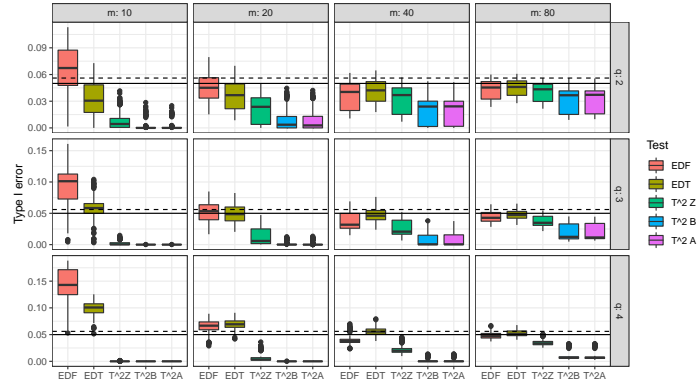 m: 10
m: 20
m: 40
m: 80
0.09
0.06
0.03
0.00
q: 2
0.15
0.10
0.05
0.00
q: 3
0.15
0.10
0.05
0.00
q: 4
Type I error
EDF EDT T^2Z T^2B T^2A
EDF EDT T^2Z T^2B T^2A
EDF EDT T^2Z T^2B T^2A
EDF EDT T^2Z T^2B T^2A
Test
EDF
EDT
T^2 Z
T^2 B
T^2 A